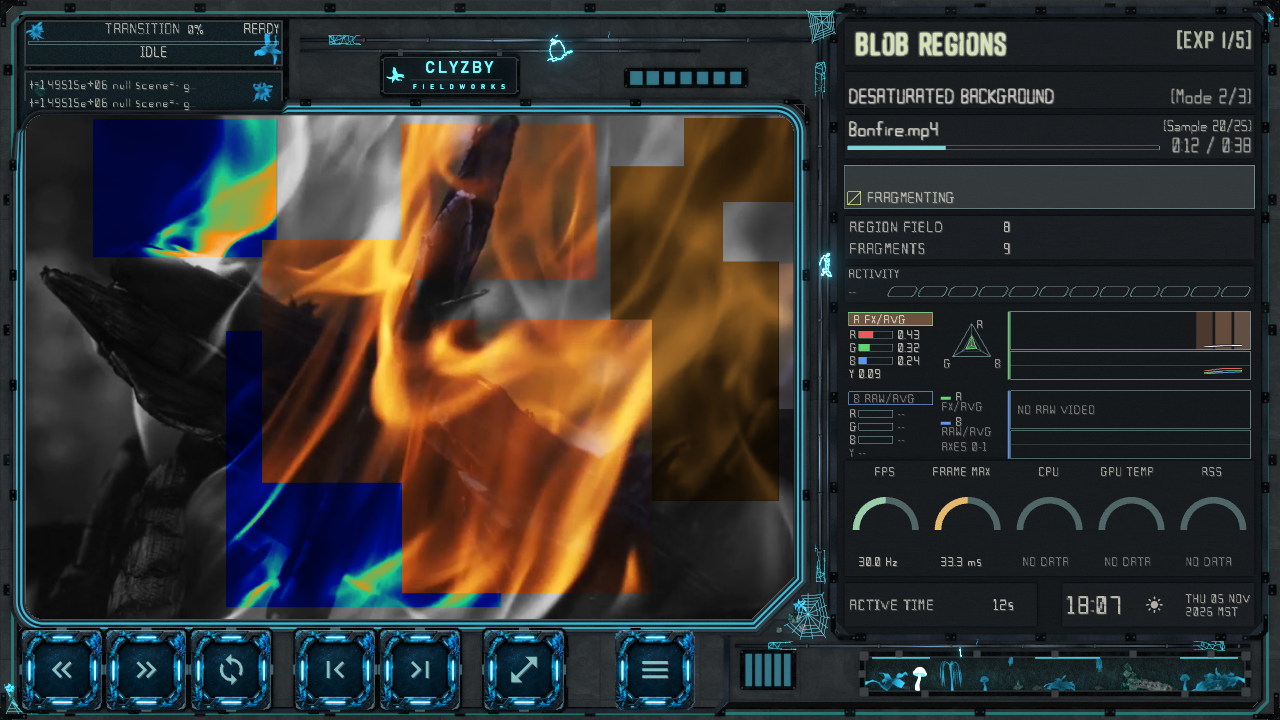 TRANSITION 0% READY
IDLE
t=149515e+06 null scene=- g
t=149515e+06 null scene=- g
CLYZBY
FIELDWORKS
BLOB REGIONS [EXP 1/5]
DESATURATED BACKGROUND (Mode 2/3)
Bonfire.mp4 (Sample 20/25)
0:12 / 0:38
FRAGMENTING
REGION FIELD 8
FRAGMENTS 9
ACTIVITY
--
A FX/AVG
R 0.43
G 0.32
B 0.24
Y 0.09
R
G B
B RAW/AVG
R --
G --
B --
Y --
A
FX/AVG
B
RAW/AVG
AXES 0-1
NO RAW VIDEO
FPS FRAME MAX CPU GPU TEMP RSS
30.0 Hz 33.3 mS NO DATA NO DATA NO DATA
ACTIVE TIME 12s
18:07
THU 05 NOV
2026 MST